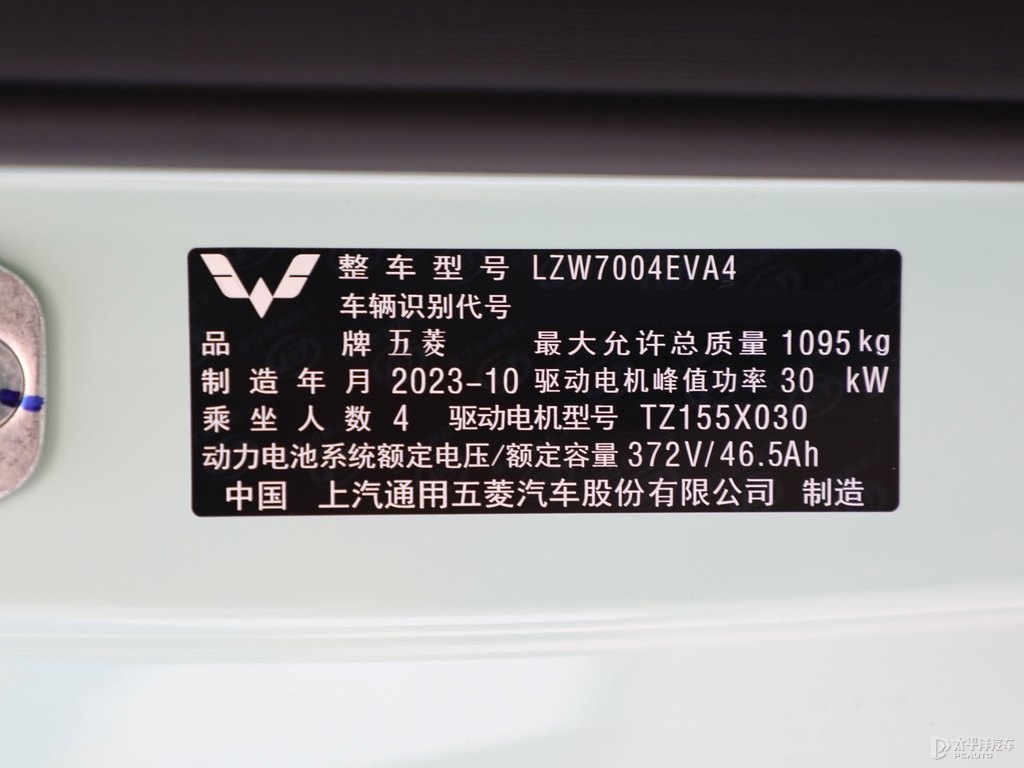 整车型号 LZW7004EVA4
车辆识别代号
品牌 五菱 最大允许总质量 1095kg
制造年月 2023-10 驱动电机峰值功率 30 kW
乘坐人数 4 驱动电机型号 TZ155X030
动力电池系统额定电压/额定容量 372V/46.5Ah
中国 上汽通用五菱汽车股份有限公司 制造
太平洋汽车
PCAUTO